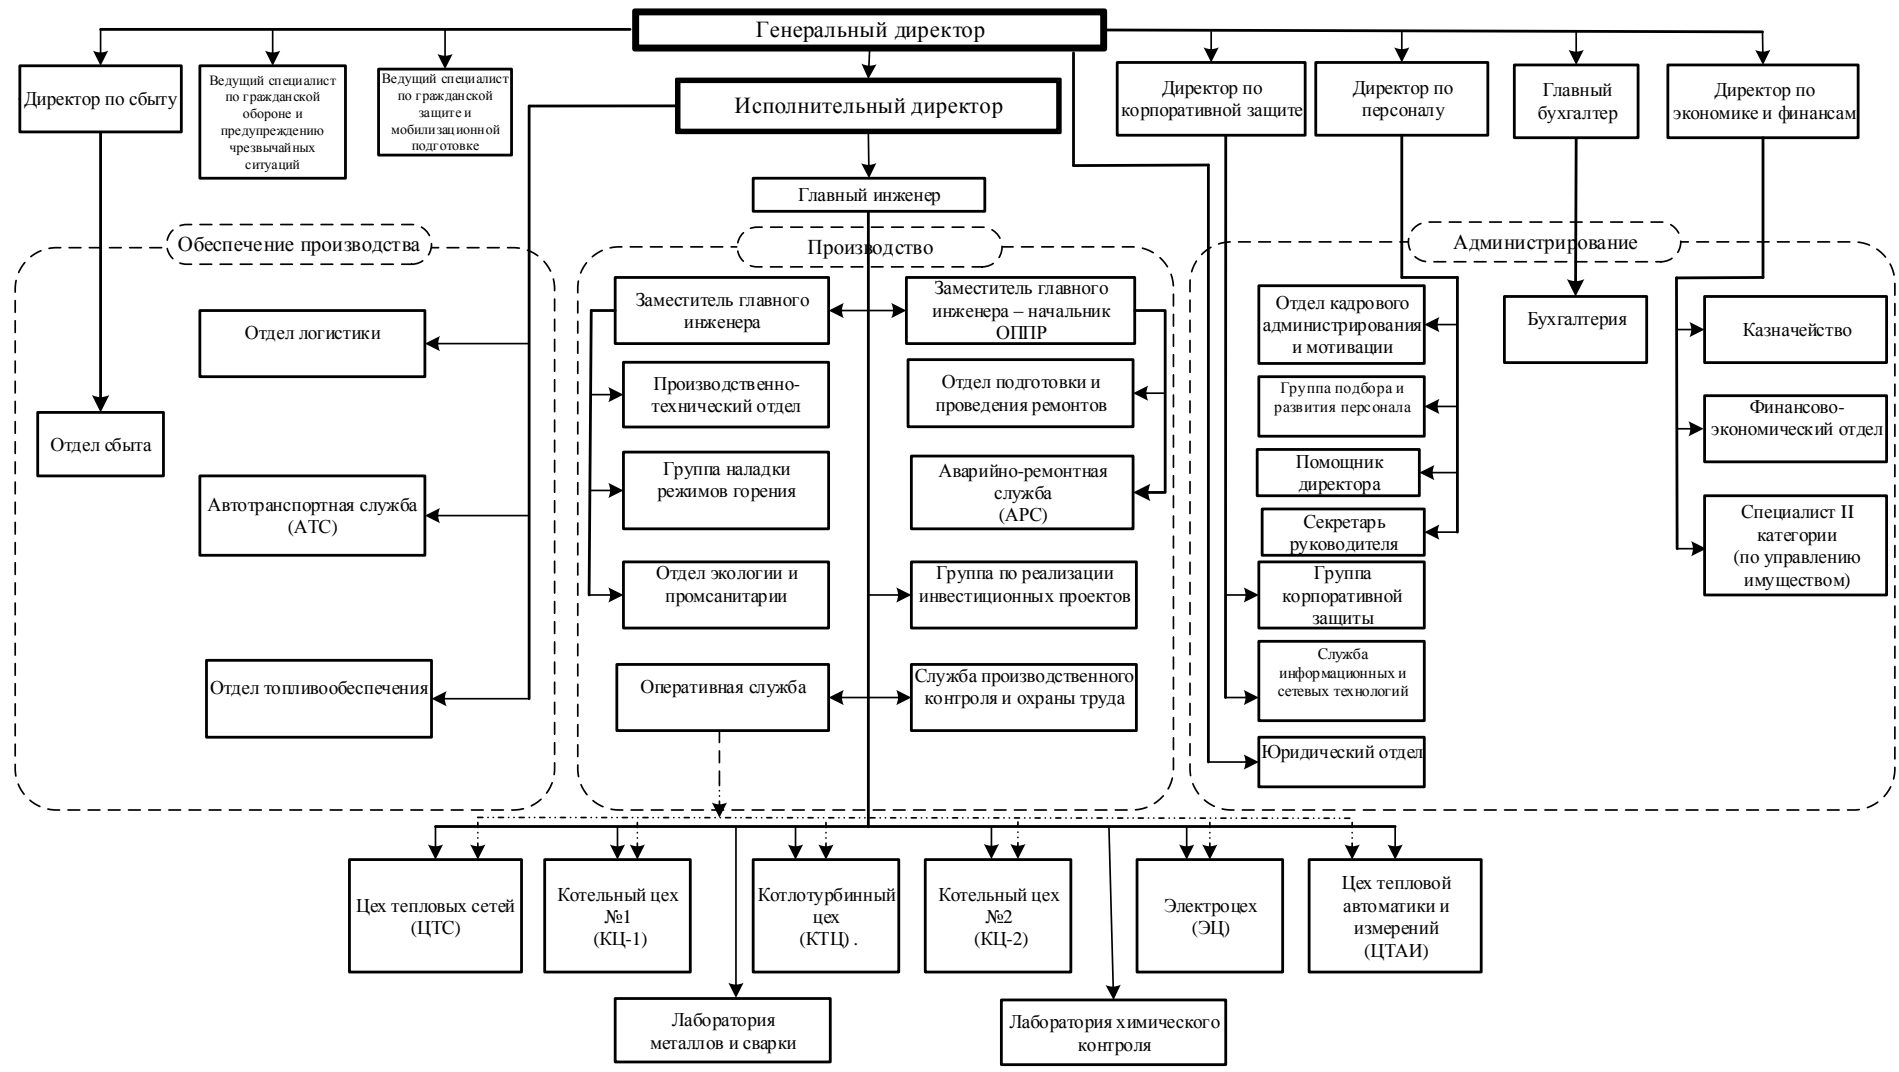 Генеральный директор
Директор по сбыту
Ведущий специалист
по гражданской
обороне и
предупреждению
чрезвычайных
ситуаций
Ведущий специалист
по гражданской
защите и
мобилизационной
подготовке
Исполнительный директор
Директор по
корпоративной защите
Директор по
персоналу
Главный
бухгалтер
Директор по
экономике и финансам
Главный инженер
Обеспечение производства
Производство
Администрирование
Отдел логистики
Отдел сбыта
Автотранспортная служба
(АТС)
Отдел топливообеспечения
Заместитель главного
инженера
Заместитель главного
инженера – начальник
ОППР
Производственно-
технический отдел
Отдел подготовки и
проведения ремонтов
Группа наладки
режимов горения
Аварийно-ремонтная
служба
(АРС)
Отдел экологии и
промсанитарии
Группа по реализации
инвестиционных проектов
Оперативная служба
Служба производственного
контроля и охраны труда
Отдел кадрового
администрирования
и мотивации
Группа подбора и
развития персонала
Помощник
директора
Секретарь
руководителя
Группа
корпоративной
защиты
Служба
информационных и
сетевых технологий
Юридический отдел
Бухгалтерия
Казначейство
Финансово-
экономический отдел
Специалист II
категории
(по управлению
имуществом)
Цех тепловых сетей
(ЦТС)
Котельный цех
№1
(КЦ-1)
Котлотурбинный
цех
(КТЦ) .
Котельный цех
№2
(КЦ-2)
Электроцех
(ЭЦ)
Цех тепловой
автоматики и
измерений
(ЦТАИ)
Лаборатория
металлов и сварки
Лаборатория химического
контроля